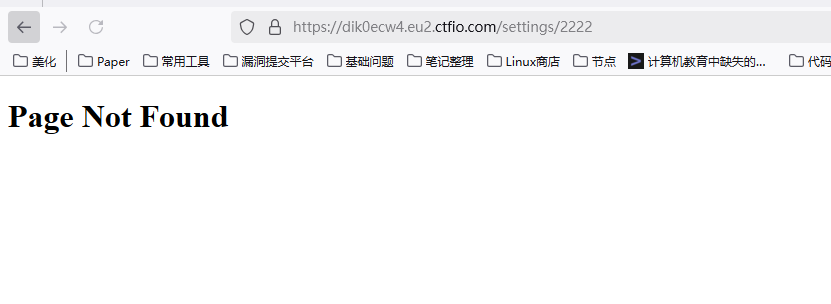 https://dik0ecw4.eu2.ctfio.com/settings/2222
美化 Paper 常用工具 漏洞提交平台 基础问题 笔记整理 Linux商店 节点 计算机教育中缺失的... 代码
Page Not Found